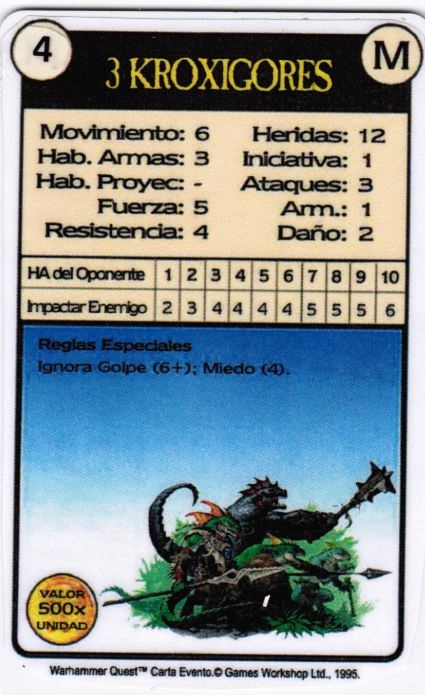 4
M
3 KROXIGORES
Movimiento: 6 Heridas: 12
Hab. Armas: 3 Iniciativa: 1
Hab. Proyec: - Ataques: 3
Fuerza: 5 Arm.: 1
Resistencia: 4 Daño: 2
HA del Oponente 1 2 3 4 5 6 7 8 9 10
Impactar Enemigo 2 3 4 4 4 4 5 5 5 6
Reglas Especiales
Ignora Golpe (6+); Miedo (4).
VALOR
500x
UNIDAD
Warhammer Quest™ Carta Evento.© Games Workshop Ltd., 1995.